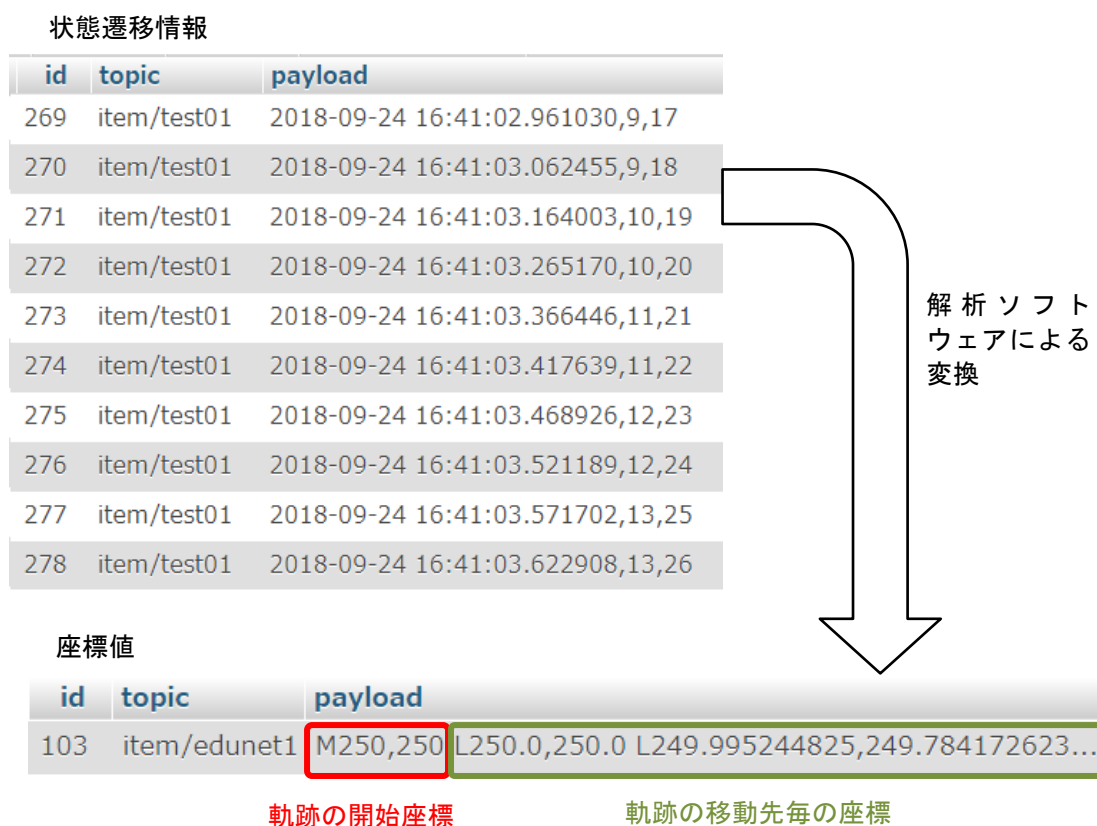 状態遷移情報
id topic payload
269 item/test01 2018-09-24 16:41:02.961030,9,17
270 item/test01 2018-09-24 16:41:03.062455,9,18
271 item/test01 2018-09-24 16:41:03.164003,10,19
272 item/test01 2018-09-24 16:41:03.265170,10,20
273 item/test01 2018-09-24 16:41:03.366446,11,21
274 item/test01 2018-09-24 16:41:03.417639,11,22
275 item/test01 2018-09-24 16:41:03.468926,12,23
276 item/test01 2018-09-24 16:41:03.521189,12,24
277 item/test01 2018-09-24 16:41:03.571702,13,25
278 item/test01 2018-09-24 16:41:03.622908,13,26
解析ソフト
ウェアによる
変換
座標値
id topic payload
103 item/edunet1 M250,250 L250.0,250.0 L249.995244825,249.784172623...
軌跡の開始座標 軌跡の移動先毎の座標